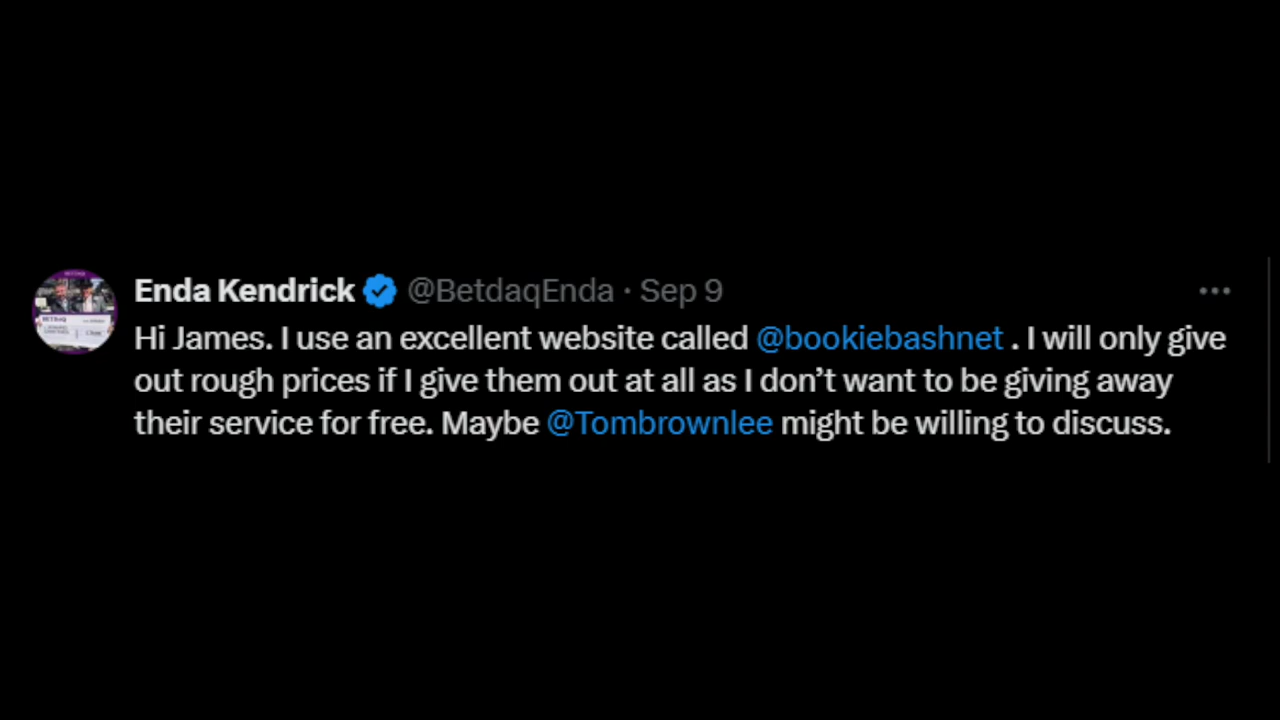 Enda Kendrick @BetdaqEnda · Sep 9
Hi James. I use an excellent website called @bookiebashnet . I will only give
out rough prices if I give them out at all as I don’t want to be giving away
their service for free. Maybe @Tombrownlee might be willing to discuss.